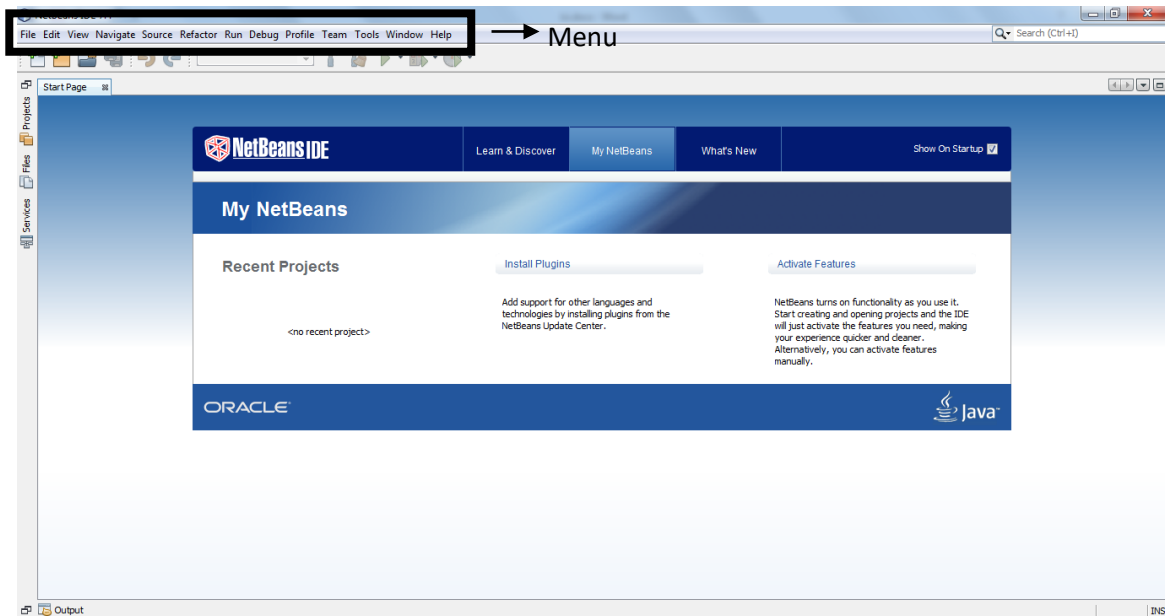 File Edit View Navigate Source Refactor Run Debug Profile Team Tools Window Help
Menu
Search (Ctrl+I)
Start Page
Projects
Files
Services
NetBeans IDE
Learn & Discover
My NetBeans
What's New
Show On Startup
My NetBeans
Recent Projects
<no recent project>
Install Plugins
Add support for other languages and
technologies by installing plugins from the
NetBeans Update Center.
Activate Features
NetBeans turns on functionality as you use it.
Start creating and opening projects and the IDE
will just activate the features you need, making
your experience quicker and cleaner.
Alternatively, you can activate features
manually.
ORACLE
Java
Output
INS